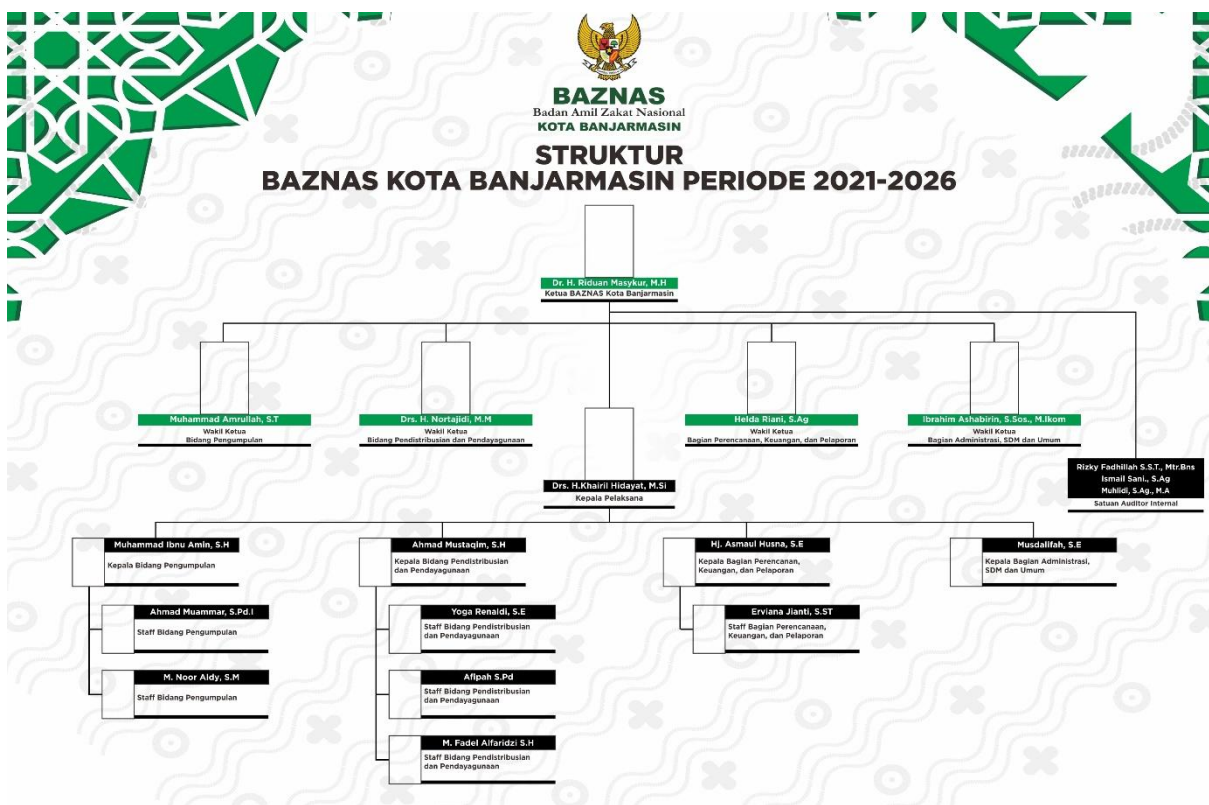 BAZNAS
Badan Amil Zakat Nasional
KOTA BANJARMASIN
STRUKTUR
BAZNAS KOTA BANJARMASIN PERIODE 2021-2026
Dr. H. Riduan Masykur, M.H
Ketua BAZNAS Kota Banjarmasin
Muhammad Amrullah, S.T
Wakil Ketua
Bidang Pengumpulan
Drs. H. Nortajidi, M.M
Wakil Ketua
Bidang Pendistribusian dan Pendayagunaan
Helda Riani, S.Ag
Wakil Ketua
Bagian Perencanaan, Keuangan, dan Pelaporan
Ibrahim Ashabirin, S.Sos., M.Ikom
Wakil Ketua
Bagian Administrasi, SDM dan Umum
Rizky Fadhillah S.S.T., Mtr.Bns
Ismail Sani., S.Ag
Muhlidi, S.Ag., M.A
Satuan Auditor Internal
Drs. H.Khairil Hidayat, M.Si
Kepala Pelaksana
Muhammad Ibnu Amin, S.H
Kepala Bidang Pengumpulan
Ahmad Muammar, S.Pd.I
Staff Bidang Pengumpulan
M. Noor Aldy, S.M
Staff Bidang Pengumpulan
Ahmad Mustaqim, S.H
Kepala Bidang Pendistribusian
dan Pendayagunaan
Yoga Renaldi, S.E
Staff Bidang Pendistribusian
dan Pendayagunaan
Afipah S.Pd
Staff Bidang Pendistribusian
dan Pendayagunaan
M. Fadel Alfaridzi S.H
Staff Bidang Pendistribusian
dan Pendayagunaan
Hj. Asmaul Husna, S.E
Kepala Bagian Perencanan,
Keuangan, dan Pelaporan
Erviana Jianti, S.ST
Staff Bagian Perencanaan,
Keuangan, dan Pelaporan
Musdalifah, S.E
Kepala Bagian Administrasi,
SDM dan Umum